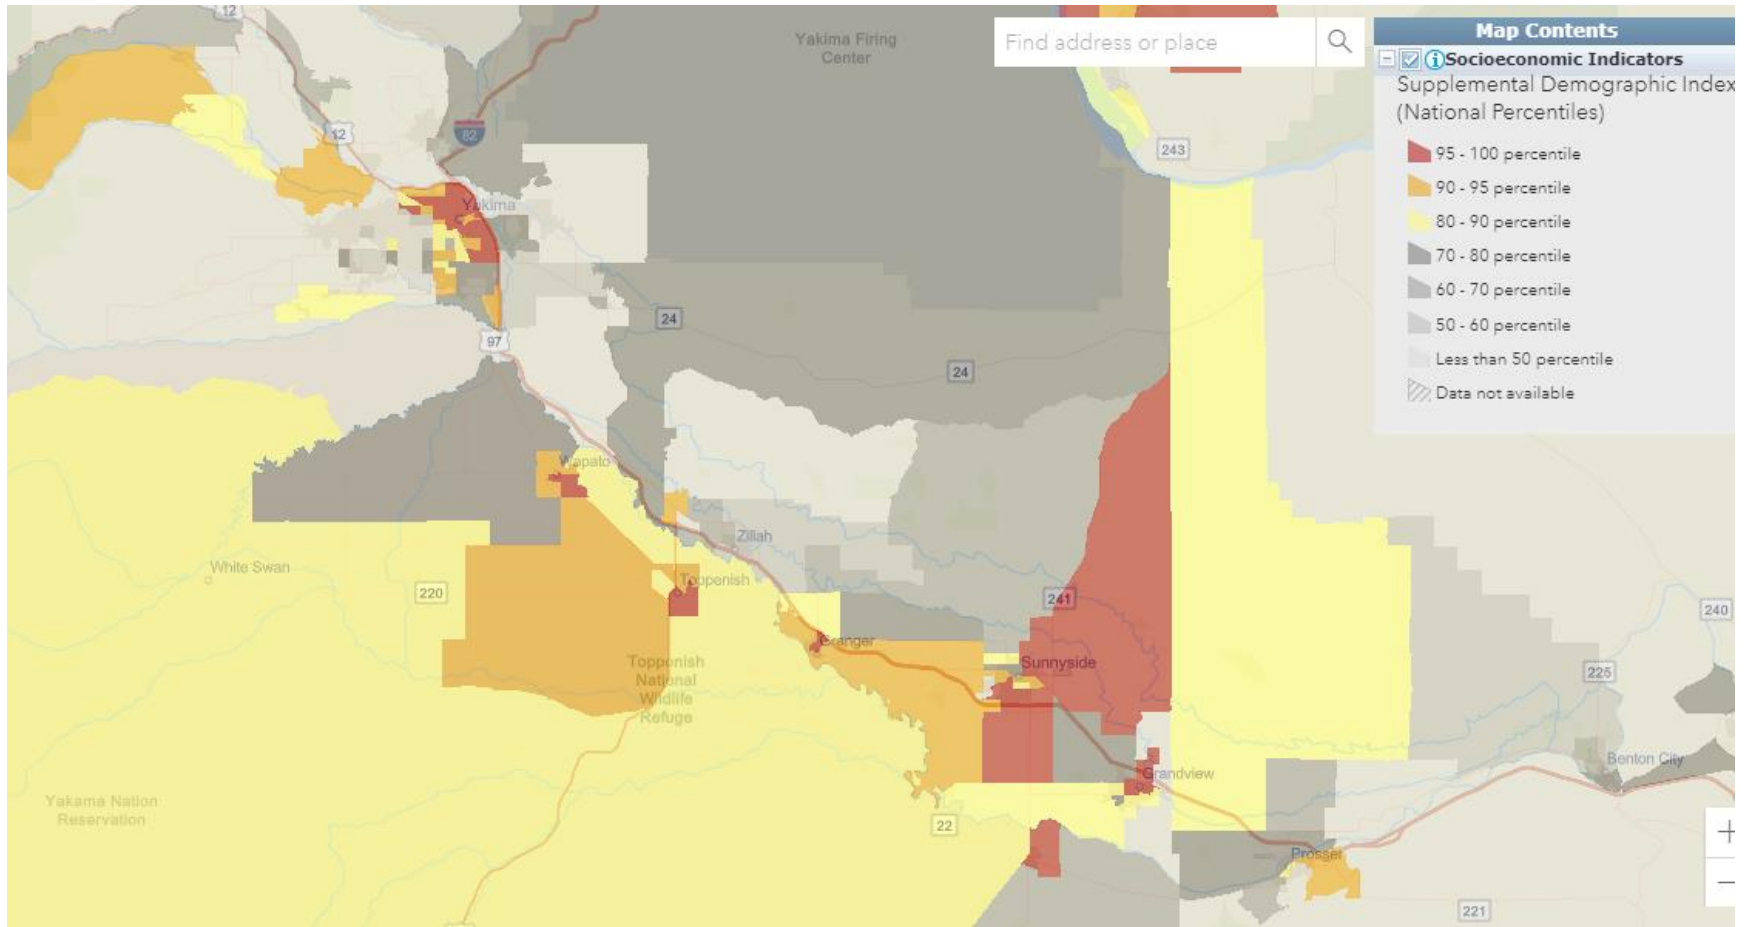 12
Yakima Firing
Center
Find address or place
Map Contents
Socioeconomic Indicators
Supplemental Demographic Index
(National Percentiles)
95 - 100 percentile
90 - 95 percentile
80 - 90 percentile
70 - 80 percentile
60 - 70 percentile
50 - 60 percentile
Less than 50 percentile
Data not available
12
82
243
Yakima
24
97
24
Wapato
Zillah
White Swan
Toppenish
220
241
240
Granger
Toppenish
National
Wildlife
Refuge
Sunnyside
225
Benton City
Grandview
Yakama Nation
Reservation
22
Prosser
221